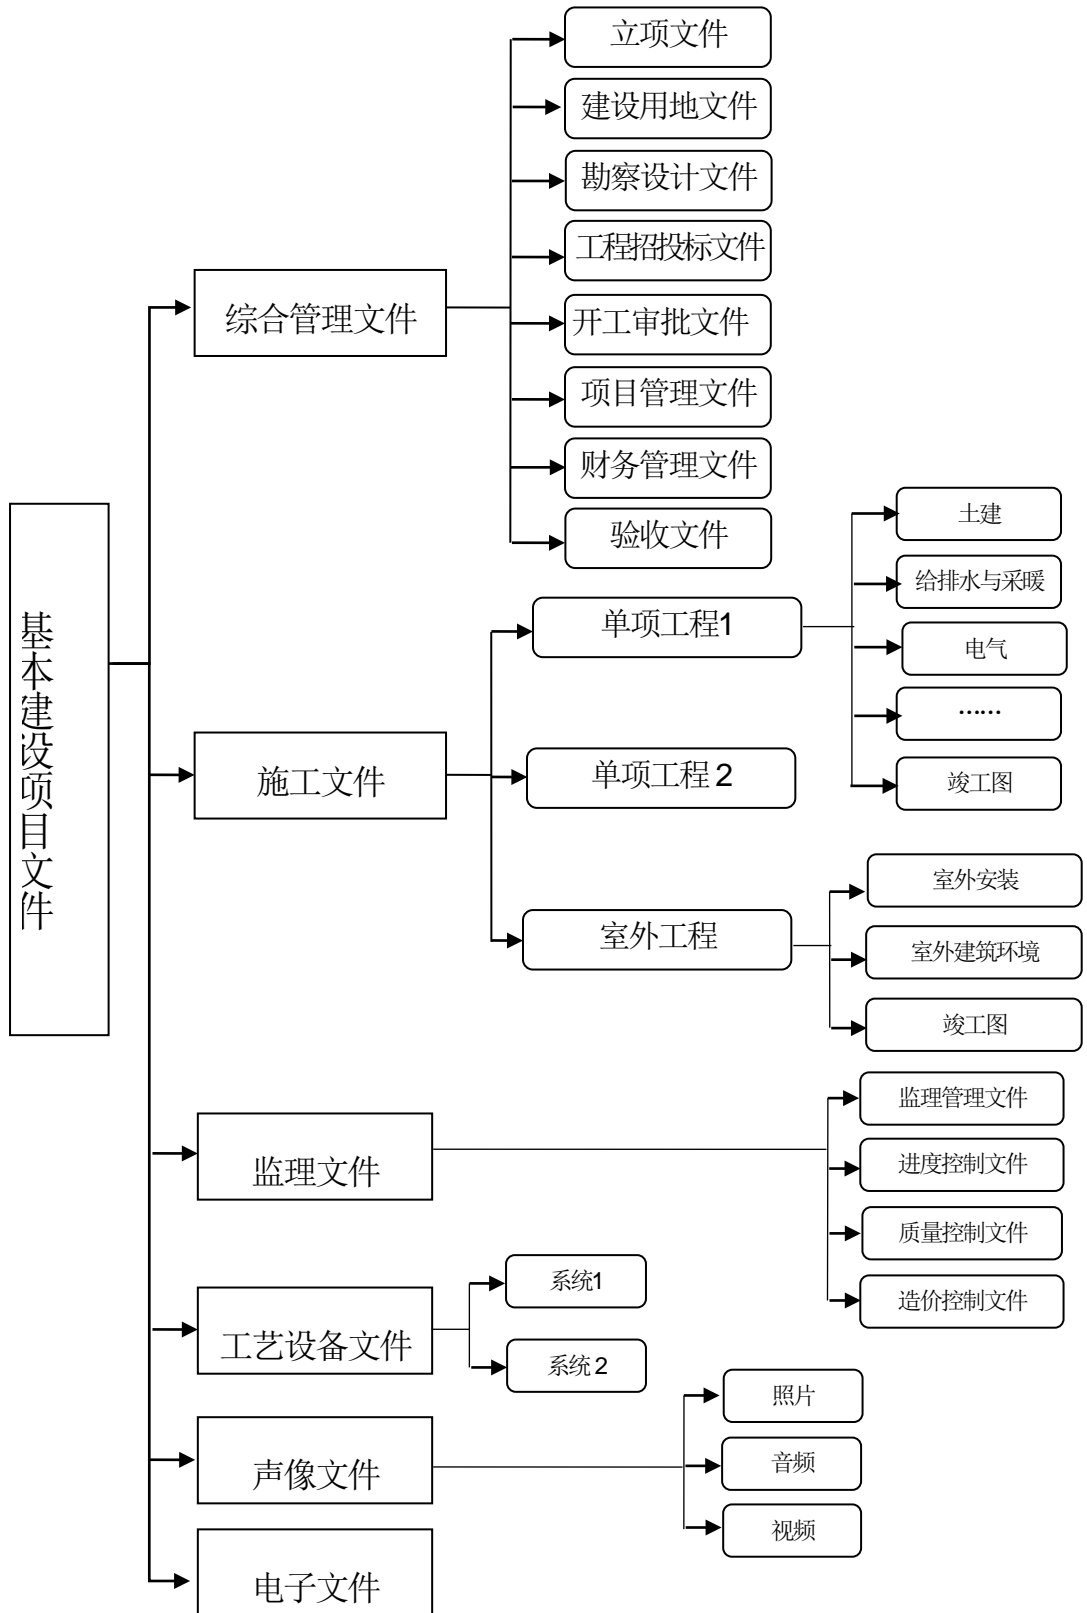 基本建设项目文件
综合管理文件
立项文件
建设用地文件
勘察设计文件
工程招投标文件
开工审批文件
项目管理文件
财务管理文件
验收文件
施工文件
单项工程1
土建
给排水与采暖
电气
……
竣工图
单项工程2
室外工程
室外安装
室外建筑环境
竣工图
监理文件
监理管理文件
进度控制文件
质量控制文件
造价控制文件
工艺设备文件
系统1
系统2
声像文件
照片
音频
视频
电子文件